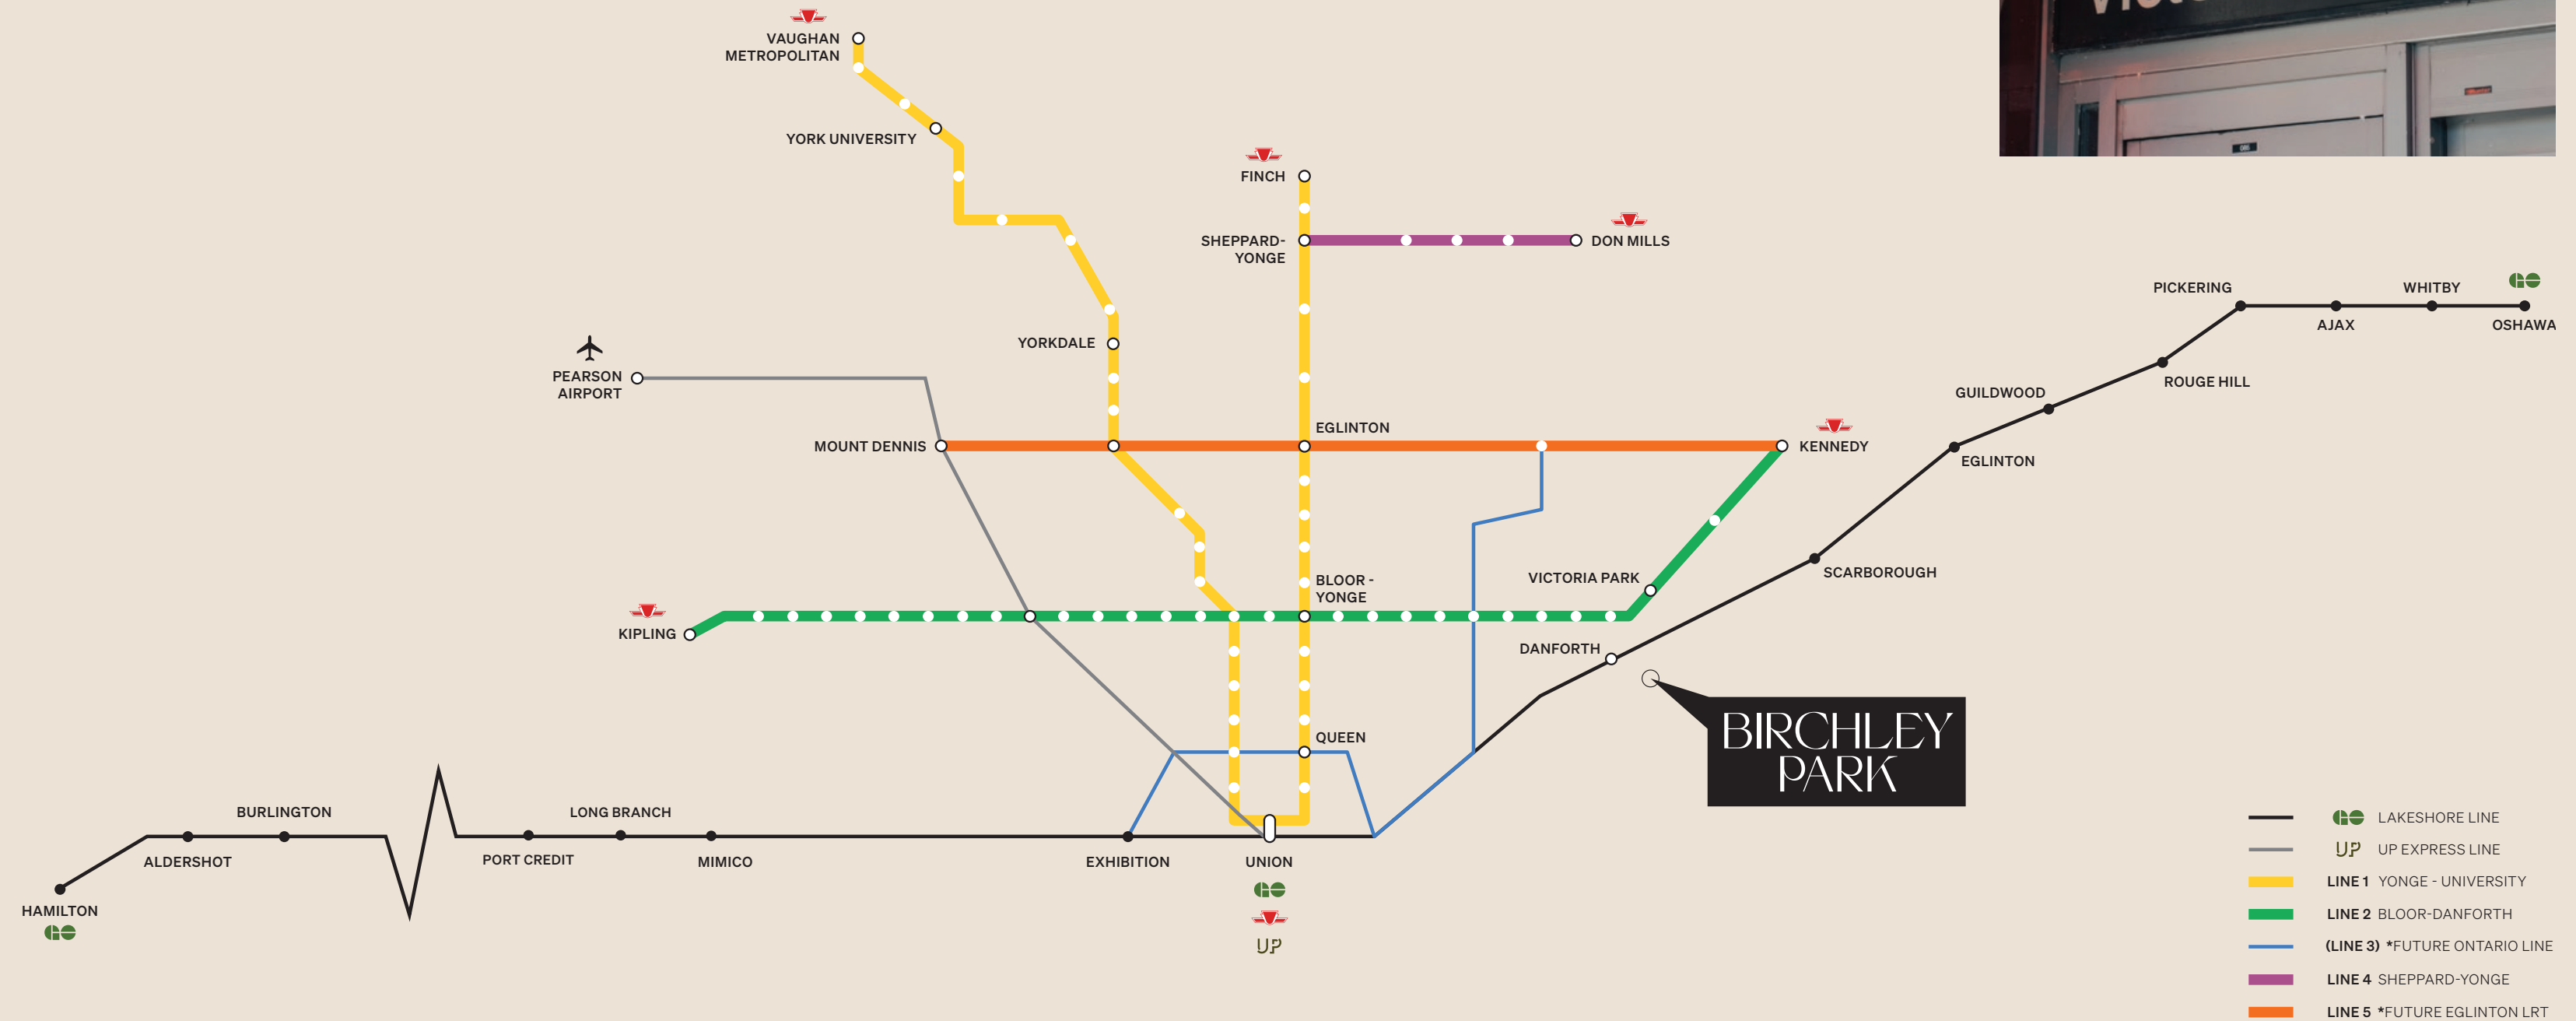 VAUGHAN
METROPOLITAN
YORK UNIVERSITY
FINCH
SHEPPARD-
YONGE
DON MILLS
PICKERING
WHITBY
AJAX
OSHAWA
YORKDALE
PEARSON
AIRPORT
ROUGE HILL
GUILDWOOD
EGLINTON
MOUNT DENNIS
KENNEDY
EGLINTON
SCARBOROUGH
BLOOR -
YONGE
VICTORIA PARK
KIPLING
DANFORTH
BIRCHLEY
PARK
QUEEN
BURLINGTON
LONG BRANCH
ALDERSHOT
PORT CREDIT
MIMICO
EXHIBITION
UNION
HAMILTON
UP
LAKESHORE LINE
UP UP EXPRESS LINE
LINE 1 YONGE - UNIVERSITY
LINE 2 BLOOR-DANFORTH
(LINE 3) *FUTURE ONTARIO LINE
LINE 4 SHEPPARD-YONGE
LINE 5 *FUTURE EGLINTON LRT